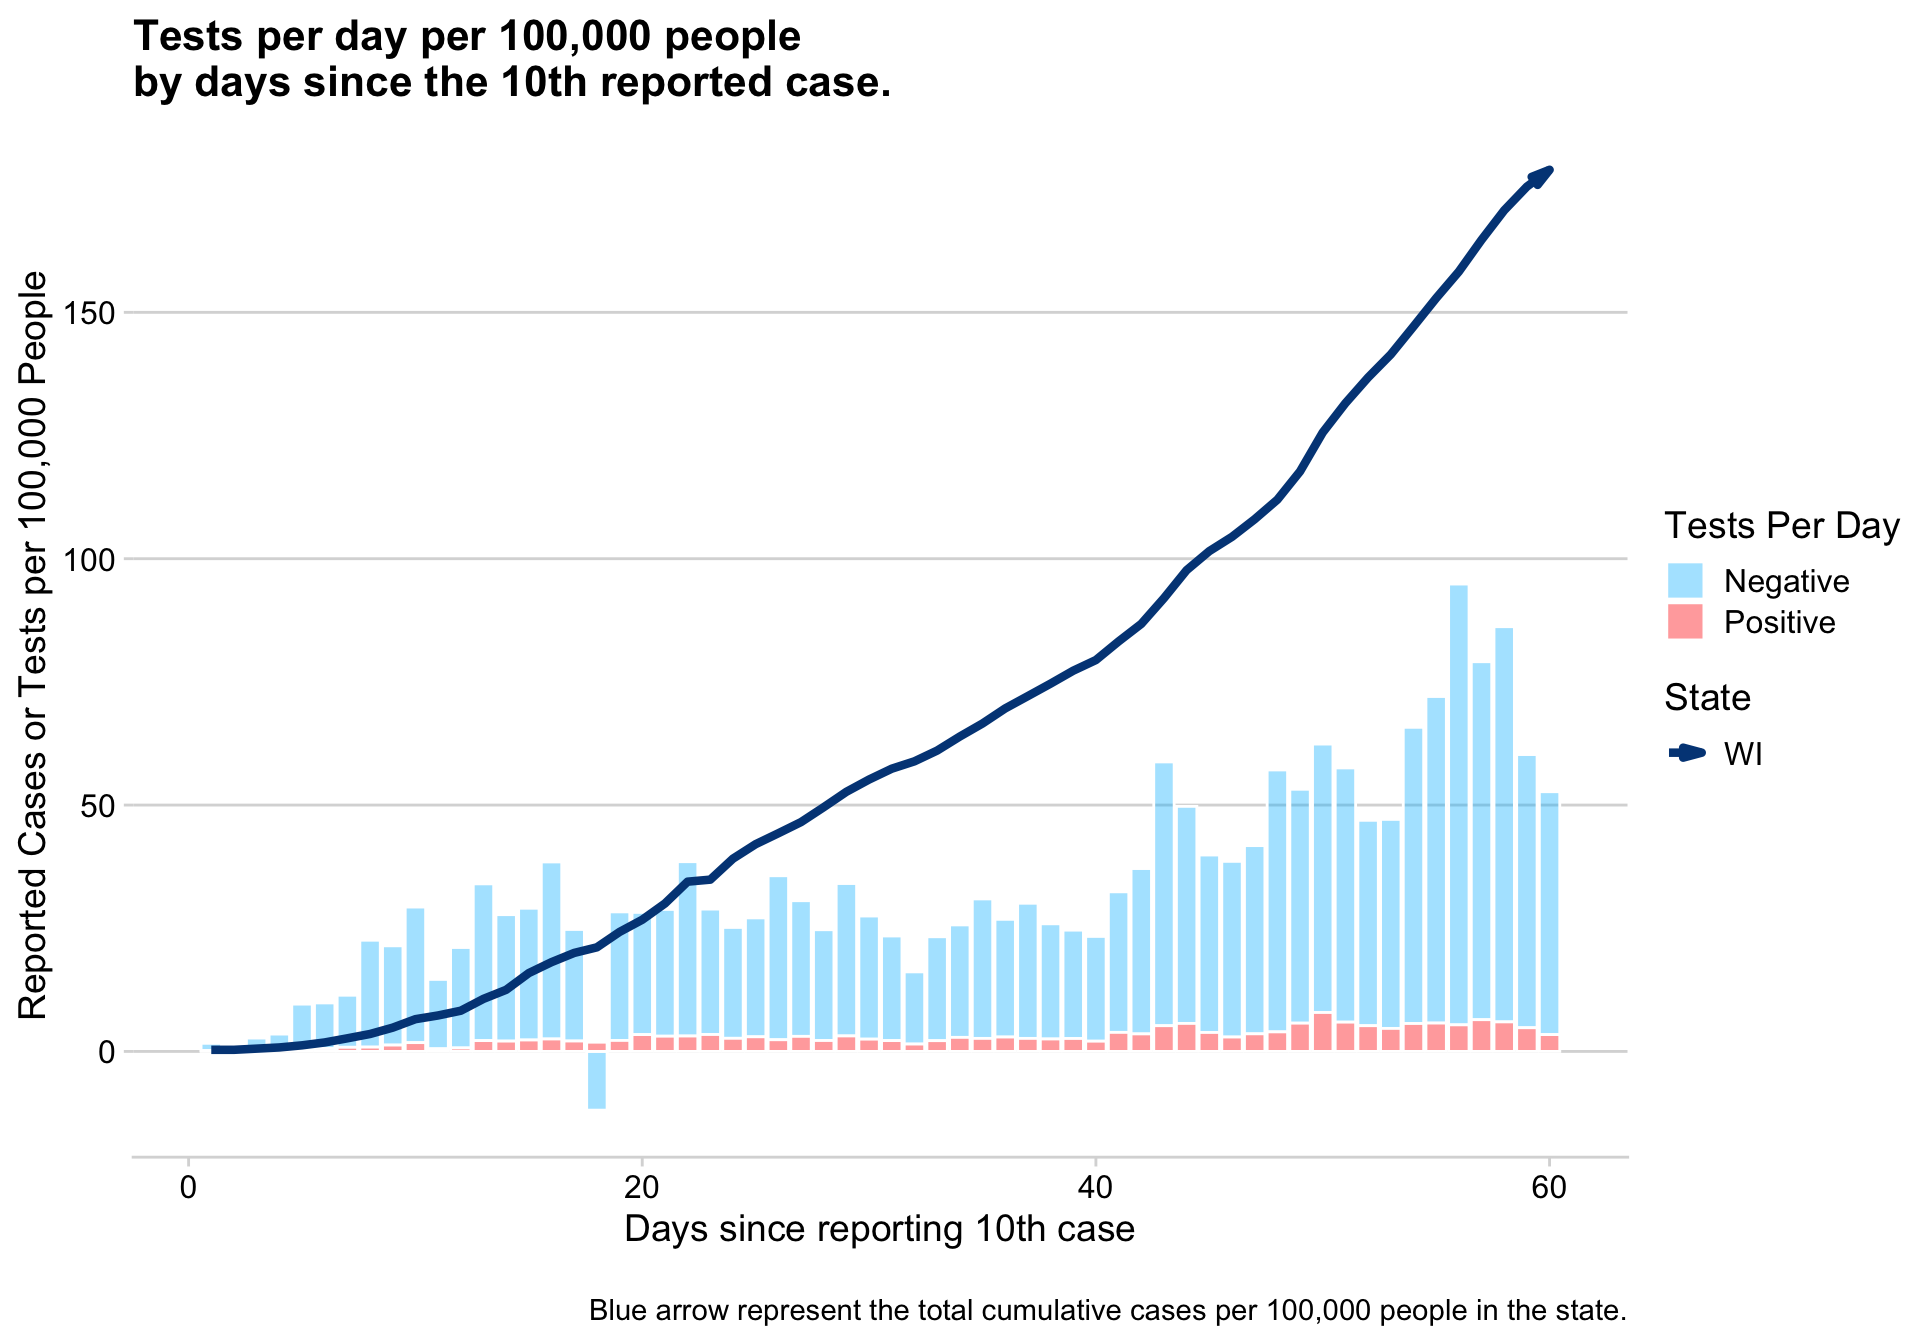 Tests per day per 100,000 people
by days since the 10th reported case.
Reported Cases or Tests per 100,000 People
150
100
50
0
0
20
40
60
Days since reporting 10th case
Tests Per Day
Negative
Positive
State
WI
Blue arrow represent the total cumulative cases per 100,000 people in the state.